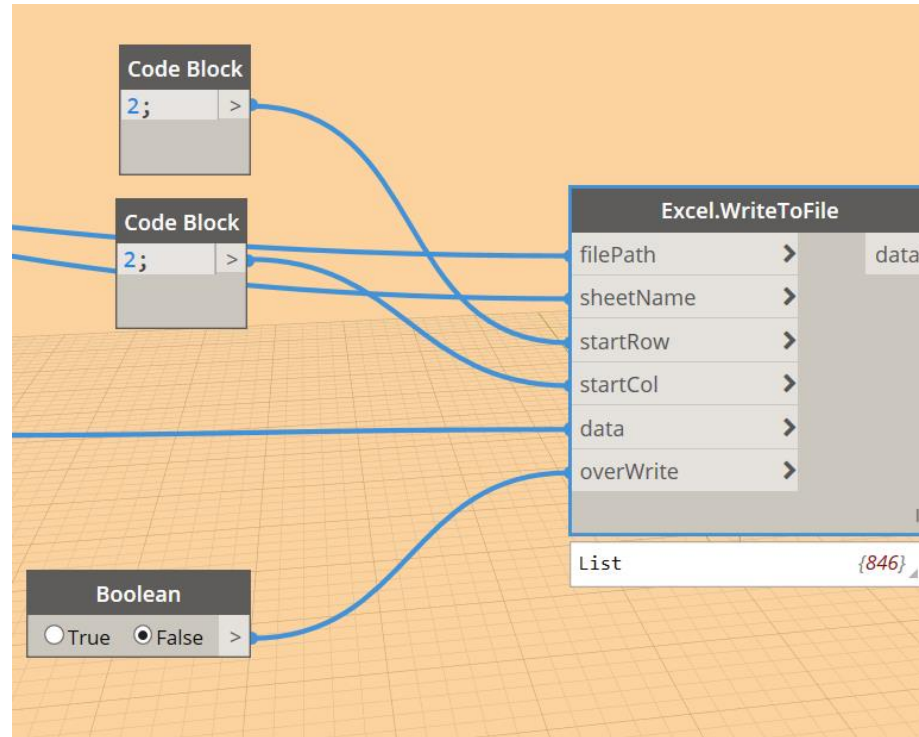 Code Block
2;
>
Code Block
2;
>
Excel.WriteToFile
filePath
data
sheetName
startRow
startCol
data
overWrite
List {846}
Boolean
True False >